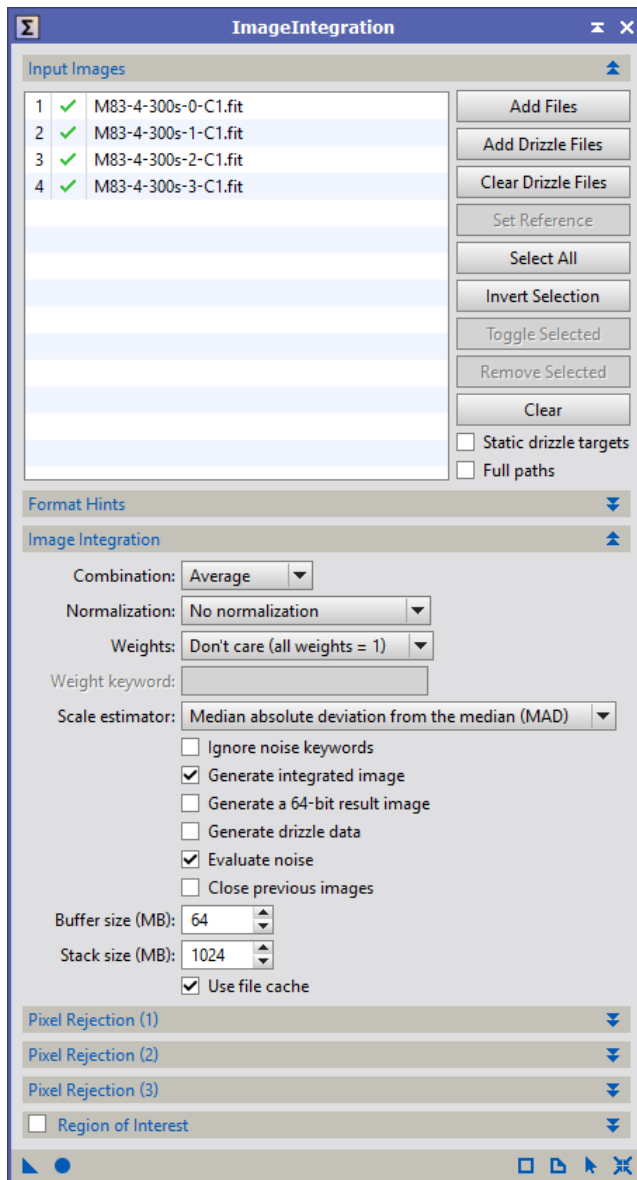 Σ ImageIntegration
Input Images
1 M83-4-300s-0-C1.fit
2 M83-4-300s-1-C1.fit
3 M83-4-300s-2-C1.fit
4 M83-4-300s-3-C1.fit
Add Files
Add Drizzle Files
Clear Drizzle Files
Set Reference
Select All
Invert Selection
Toggle Selected
Remove Selected
Clear
Static drizzle targets
Full paths
Format Hints
Image Integration
Combination: Average
Normalization: No normalization
Weights: Don't care (all weights = 1)
Weight keyword:
Scale estimator: Median absolute deviation from the median (MAD)
Ignore noise keywords
Generate integrated image
Generate a 64-bit result image
Generate drizzle data
Evaluate noise
Close previous images
Buffer size (MB): 64
Stack size (MB): 1024
Use file cache
Pixel Rejection (1)
Pixel Rejection (2)
Pixel Rejection (3)
Region of Interest